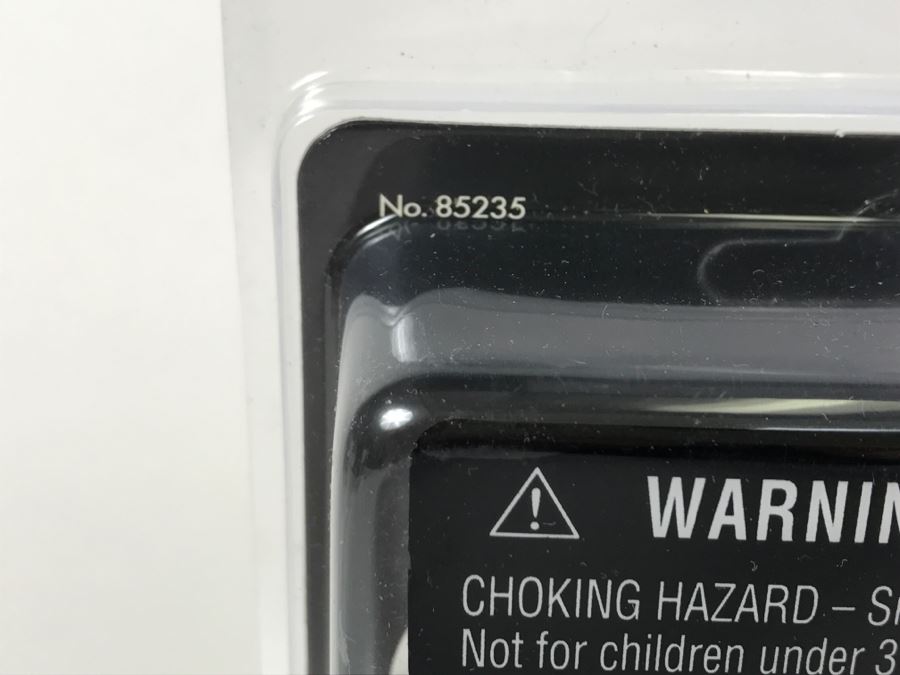 No. 85235
WARNIN
CHOKING HAZARD –
Not for children under 3